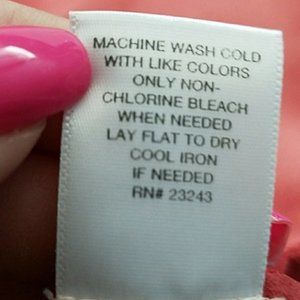 MACHINE WASH COLD
WITH LIKE COLORS
ONLY NON-
CHLORINE BLEACH
WHEN NEEDED
LAY FLAT TO DRY
COOL IRON
IF NEEDED
RN# 23243